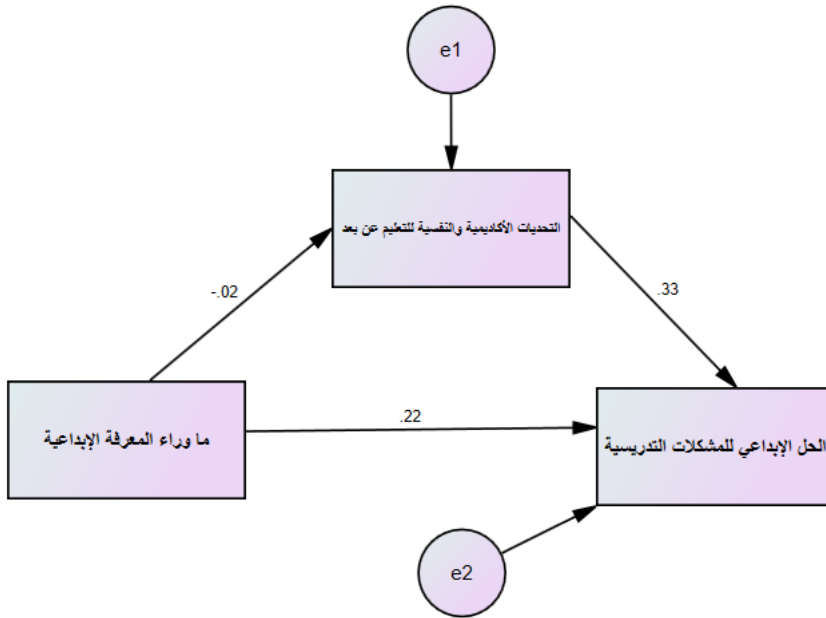 e1
التحديات الأكاديمية والنفسية للتعليم عن بعد
-.02
.33
.22
ما وراء المعرفة الإبداعية
الحل الإبداعي للمشكلات التدريسية
e2